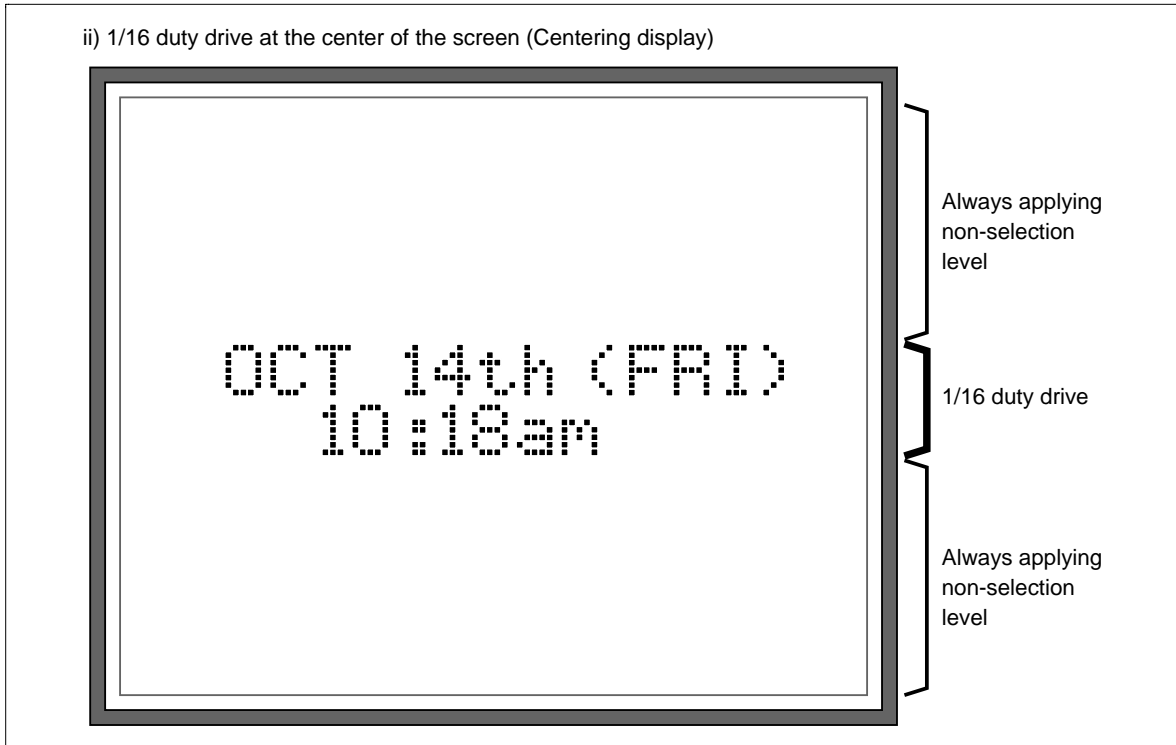 ii) 1/16 duty drive at the center of the screen (Centering display)
Always applying
non-selection
level
OCT 14th (FRI)
10:18am
1/16 duty drive
Always applying
non-selection
level